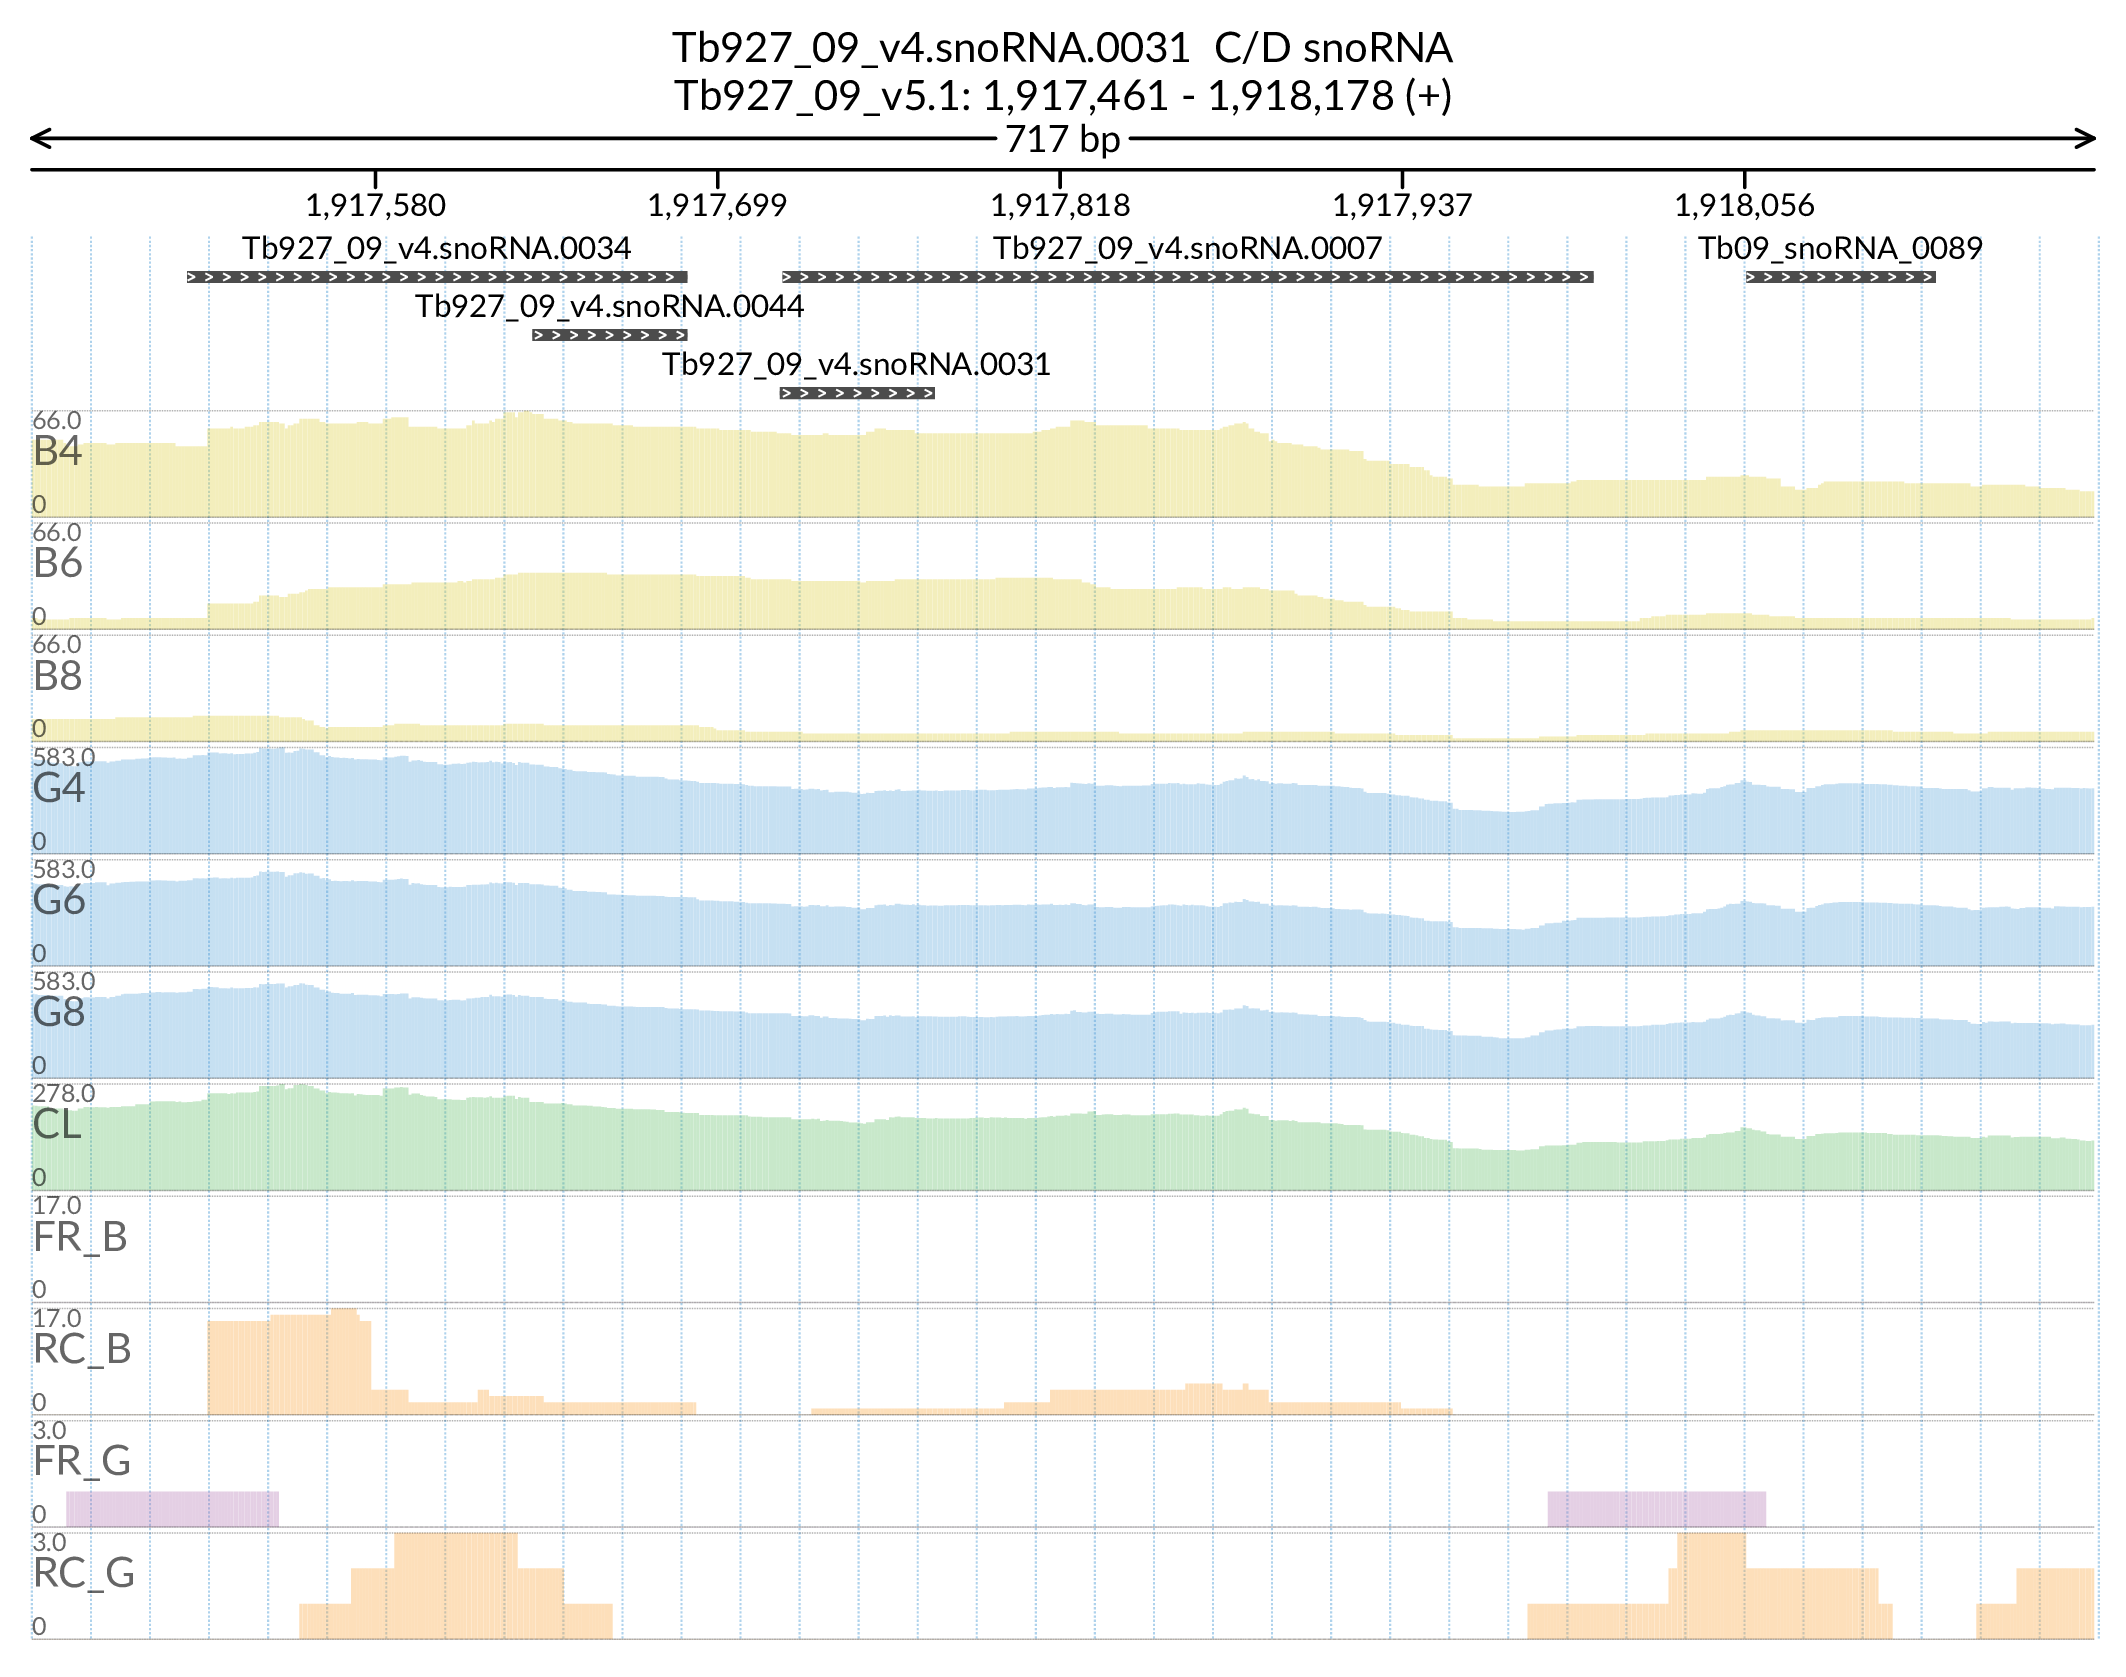 Tb927_09_v4.snoRNA.0031 C/D snoRNA
Tb927_09_v5.1: 1,917,461 - 1,918,178 (+)
717 bp
1,917,580 1,917,699 1,917,818 1,917,937 1,918,056
Tb927_09_v4.snoRNA.0034 Tb927_09_v4.snoRNA.0007 Tb09_snoRNA_0089
Tb927_09_v4.snoRNA.0044
Tb927_09_v4.snoRNA.0031
66.0
B4
0
66.0
B6
0
66.0
B8
0
583.0
G4
0
583.0
G6
0
583.0
G8
0
278.0
CL
0
17.0
FR_B
0
17.0
RC_B
0
3.0
FR_G
0
3.0
RC_G
0